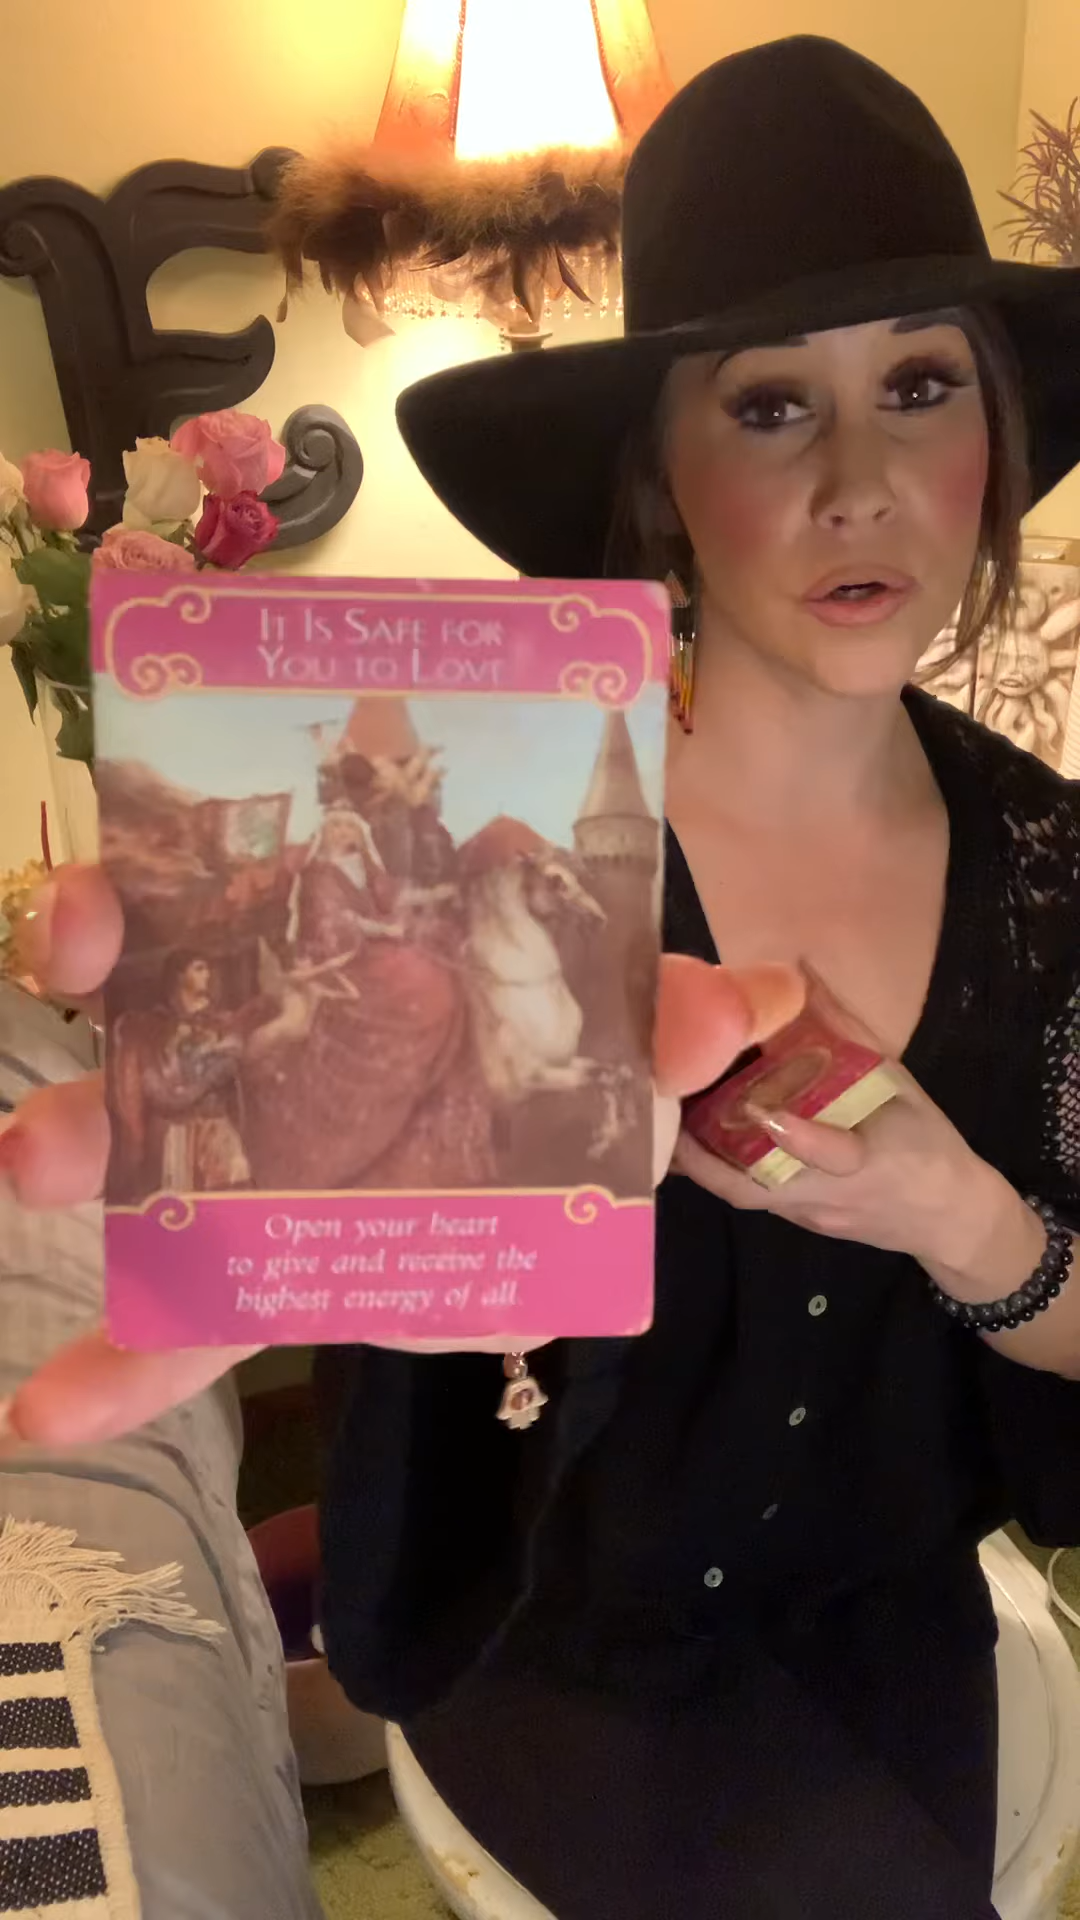 It Is Safe for
You to Love
Open your heart
to give and receive the
highest energy of all.